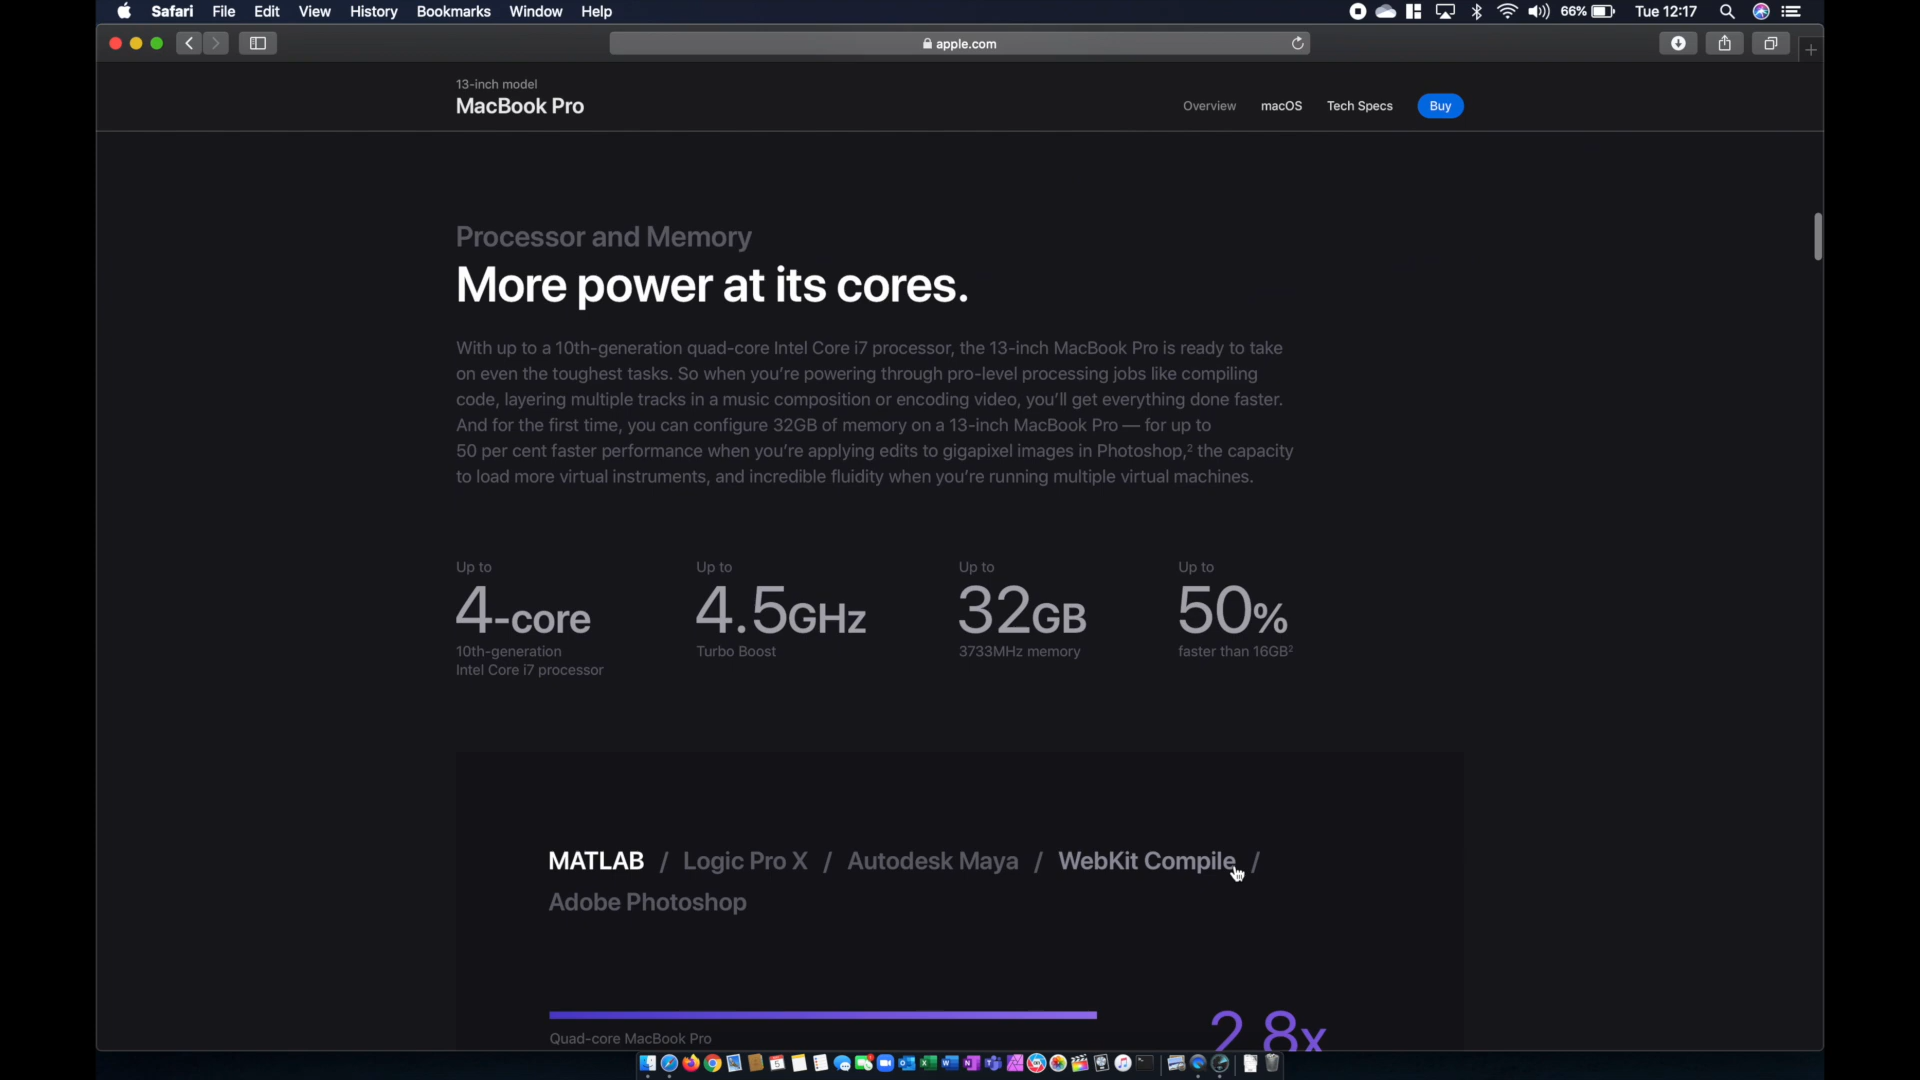 Safari File Edit View History Bookmarks Window Help 66% Tue 12:17
apple.com
13-inch model
MacBook Pro
Overview macOS Tech Specs Buy
Processor and Memory
More power at its cores.
With up to a 10th-generation quad-core Intel Core i7 processor, the 13-inch MacBook Pro is ready to take
on even the toughest tasks. So when you’re powering through pro-level processing jobs like compiling
code, layering multiple tracks in a music composition or encoding video, you’ll get everything done faster.
And for the first time, you can configure 32GB of memory on a 13-inch MacBook Pro — for up to
50 per cent faster performance when you’re applying edits to gigapixel images in Photoshop,² the capacity
to load more virtual instruments, and incredible fluidity when you’re running multiple virtual machines.
Up to Up to Up to Up to
4-core 4.5GHz 32GB 50%
10th-generation Turbo Boost 3733MHz memory faster than 16GB²
Intel Core i7 processor
MATLAB / Logic Pro X / Autodesk Maya / WebKit Compile /
Adobe Photoshop
2.8x
Quad-core MacBook Pro